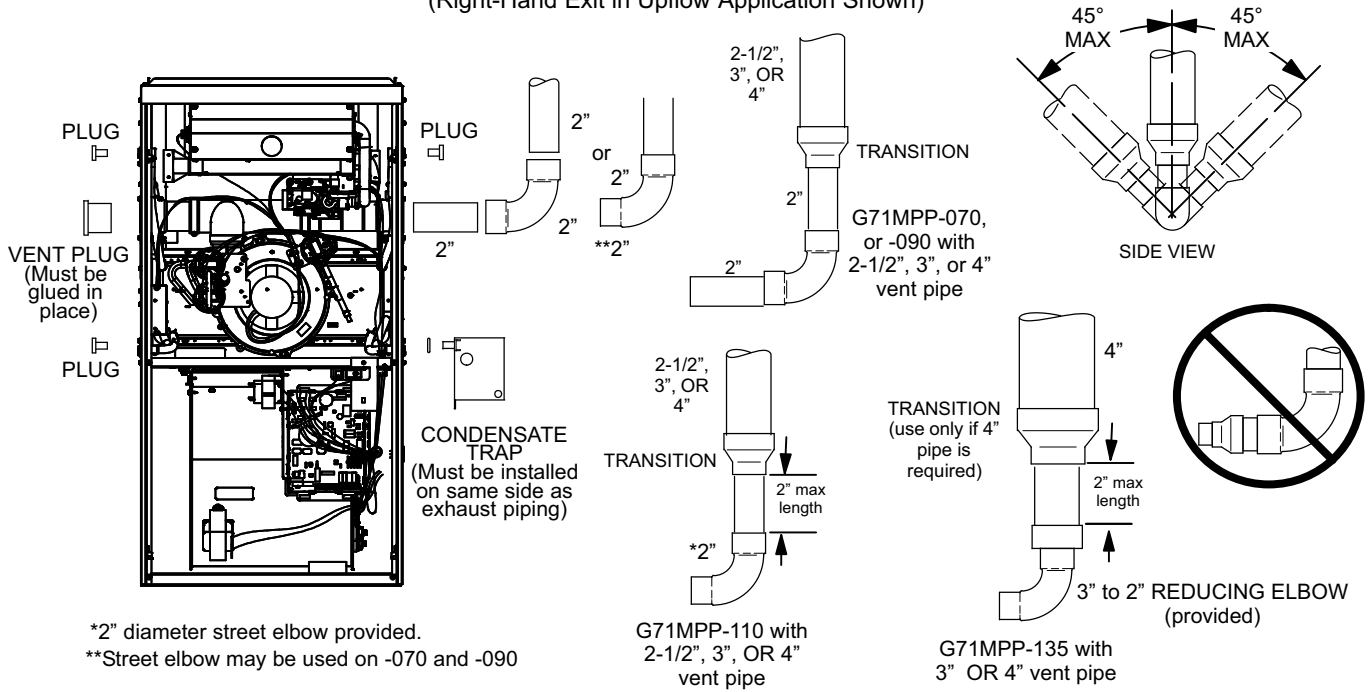 (Right-Hand Exit in Upflow Application Shown)
PLUG
PLUG
VENT PLUG
(Must be
glued in
place)
PLUG
2"
2"
or
2"
2"
**2"
CONDENSATE
TRAP
(Must be installed
on same side as
exhaust piping)
2-1/2",
3", OR
4"
TRANSITION
2"
2"
G71MPP-070,
or -090 with
2-1/2", 3", or 4"
vent pipe
45°
MAX
45°
MAX
SIDE VIEW
2-1/2",
3", OR
4"
TRANSITION
2" max
length
*2"
G71MPP-110 with
2-1/2", 3", OR 4"
vent pipe
4"
TRANSITION
(use only if 4"
pipe is
required)
2" max
length
3" to 2" REDUCING ELBOW
(provided)
G71MPP-135 with
3" OR 4" vent pipe
*2" diameter street elbow provided.
**Street elbow may be used on -070 and -090